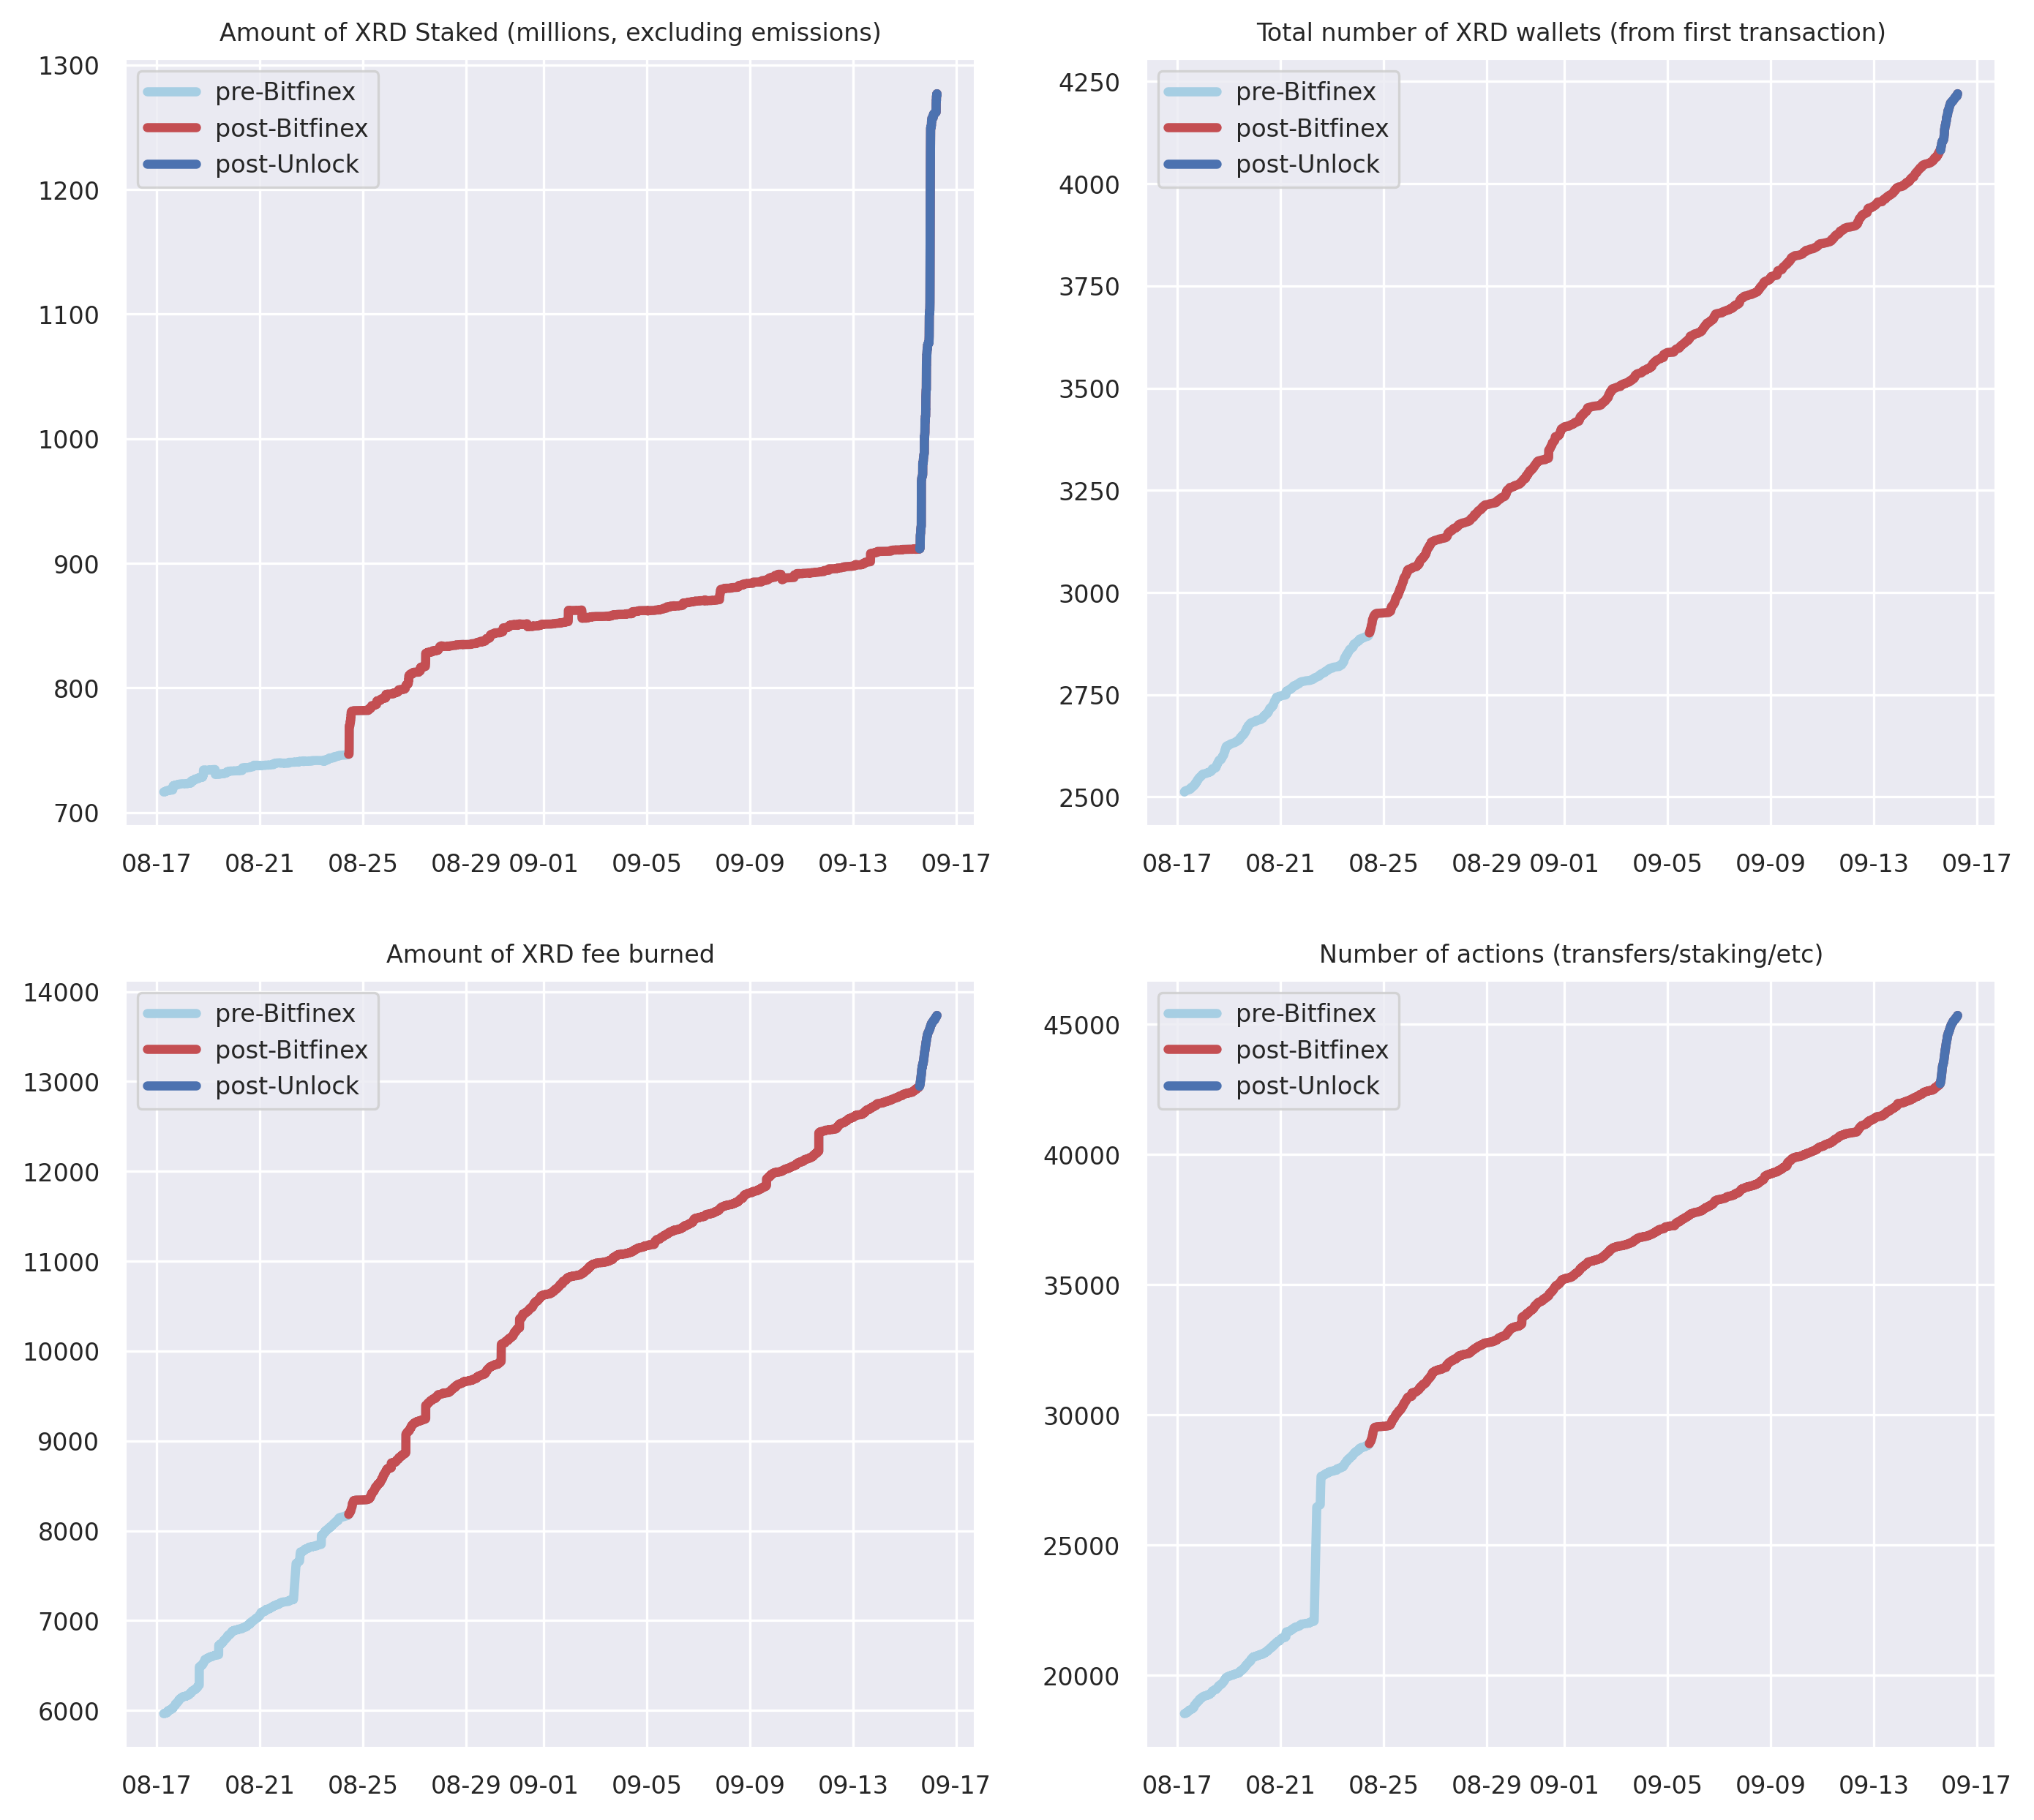 Amount of XRD Staked (millions, excluding emissions)
1300
1200
1100
1000
900
800
700
pre-Bitfinex
post-Bitfinex
post-Unlock
08-17 08-21 08-25 08-29 09-01 09-05 09-09 09-13 09-17
Total number of XRD wallets (from first transaction)
4250
4000
3750
3500
3250
3000
2750
2500
pre-Bitfinex
post-Bitfinex
post-Unlock
08-17 08-21 08-25 08-29 09-01 09-05 09-09 09-13 09-17
Amount of XRD fee burned
14000
13000
12000
11000
10000
9000
8000
7000
6000
pre-Bitfinex
post-Bitfinex
post-Unlock
08-17 08-21 08-25 08-29 09-01 09-05 09-09 09-13 09-17
Number of actions (transfers/staking/etc)
45000
40000
35000
30000
25000
20000
pre-Bitfinex
post-Bitfinex
post-Unlock
08-17 08-21 08-25 08-29 09-01 09-05 09-09 09-13 09-17